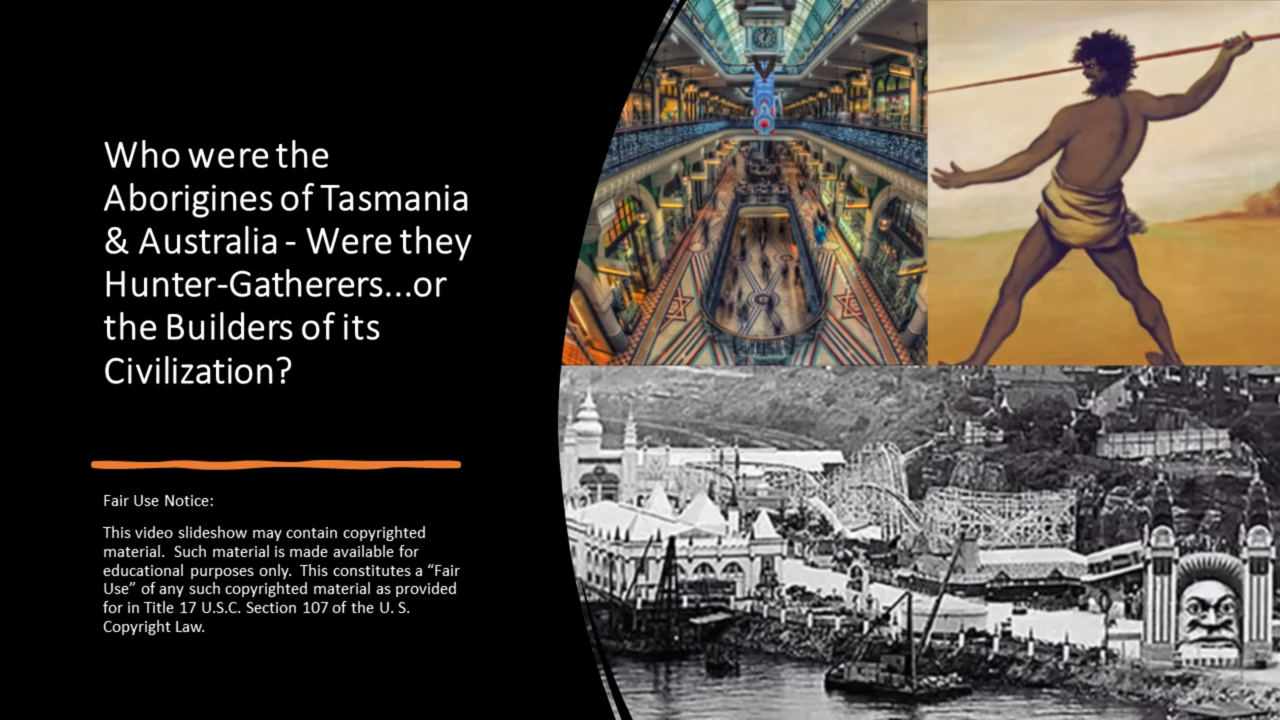 Who were the
Aborigines of Tasmania
& Australia - Were they
Hunter-Gatherers...or
the Builders of its
Civilization?
Fair Use Notice:
This video slideshow may contain copyrighted
material.  Such material is made available for
educational purposes only.  This constitutes a “Fair
Use” of any such copyrighted material as provided
for in Title 17 U.S.C. Section 107 of the U. S.
Copyright Law.